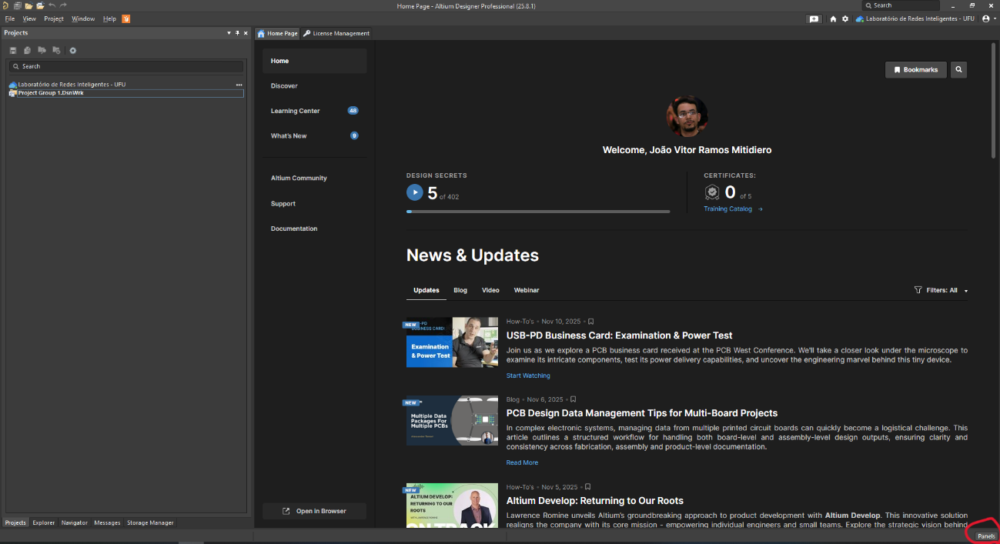 Home Page - Altium Designer Professional (25.8.1)
Search
File View Project Window Help
Laboratório de Redes Inteligentes - UFU
Projects
Home Page
License Management
Search
Laboratório de Redes Inteligentes - UFU
Project Group 1.DsnWrk
Home
Discover
Learning Center 48
What's New 9
Altium Community
Support
Documentation
Open in Browser
Bookmarks
Welcome, João Vitor Ramos Mitidiero
DESIGN SECRETS
5 of 402
CERTIFICATES:
0 of 5
Training Catalog →
News & Updates
Updates Blog Video Webinar
Filters: All
NEW
BUSINESS CARD:
Examination
& Power Test
How-To's • Nov 10, 2025 •
USB-PD Business Card: Examination & Power Test
Join us as we explore a PCB business card received at the PCB West Conference. We'll take a closer look under the microscope to
examine its intricate components, test its power delivery capabilities, and uncover the engineering marvel behind this tiny device.
Start Watching
NEW
Multiple Data
Packages For
Multiple PCBs
Blog • Nov 6, 2025 •
PCB Design Data Management Tips for Multi-Board Projects
In complex electronic systems, managing data from multiple printed circuit boards can quickly become a logistical challenge. This
article outlines a structured workflow for handling both board-level and assembly-level design outputs, ensuring clarity and
consistency across fabrication, assembly and product-level documentation.
Read More
NEW
ALTIUM DEVELOP:
RETURNING TO OUR
ROOTS
WITH LAWRENCE ROMINE
ON TRACK
How-To's • Nov 5, 2025 •
Altium Develop: Returning to Our Roots
Lawrence Romine unveils Altium's groundbreaking approach to product development with Altium Develop. This innovative solution
realigns the company with its core mission - empowering individual engineers and small teams. Explore the strategic vision behind
Projects Explorer Navigator Messages Storage Manager
Panels